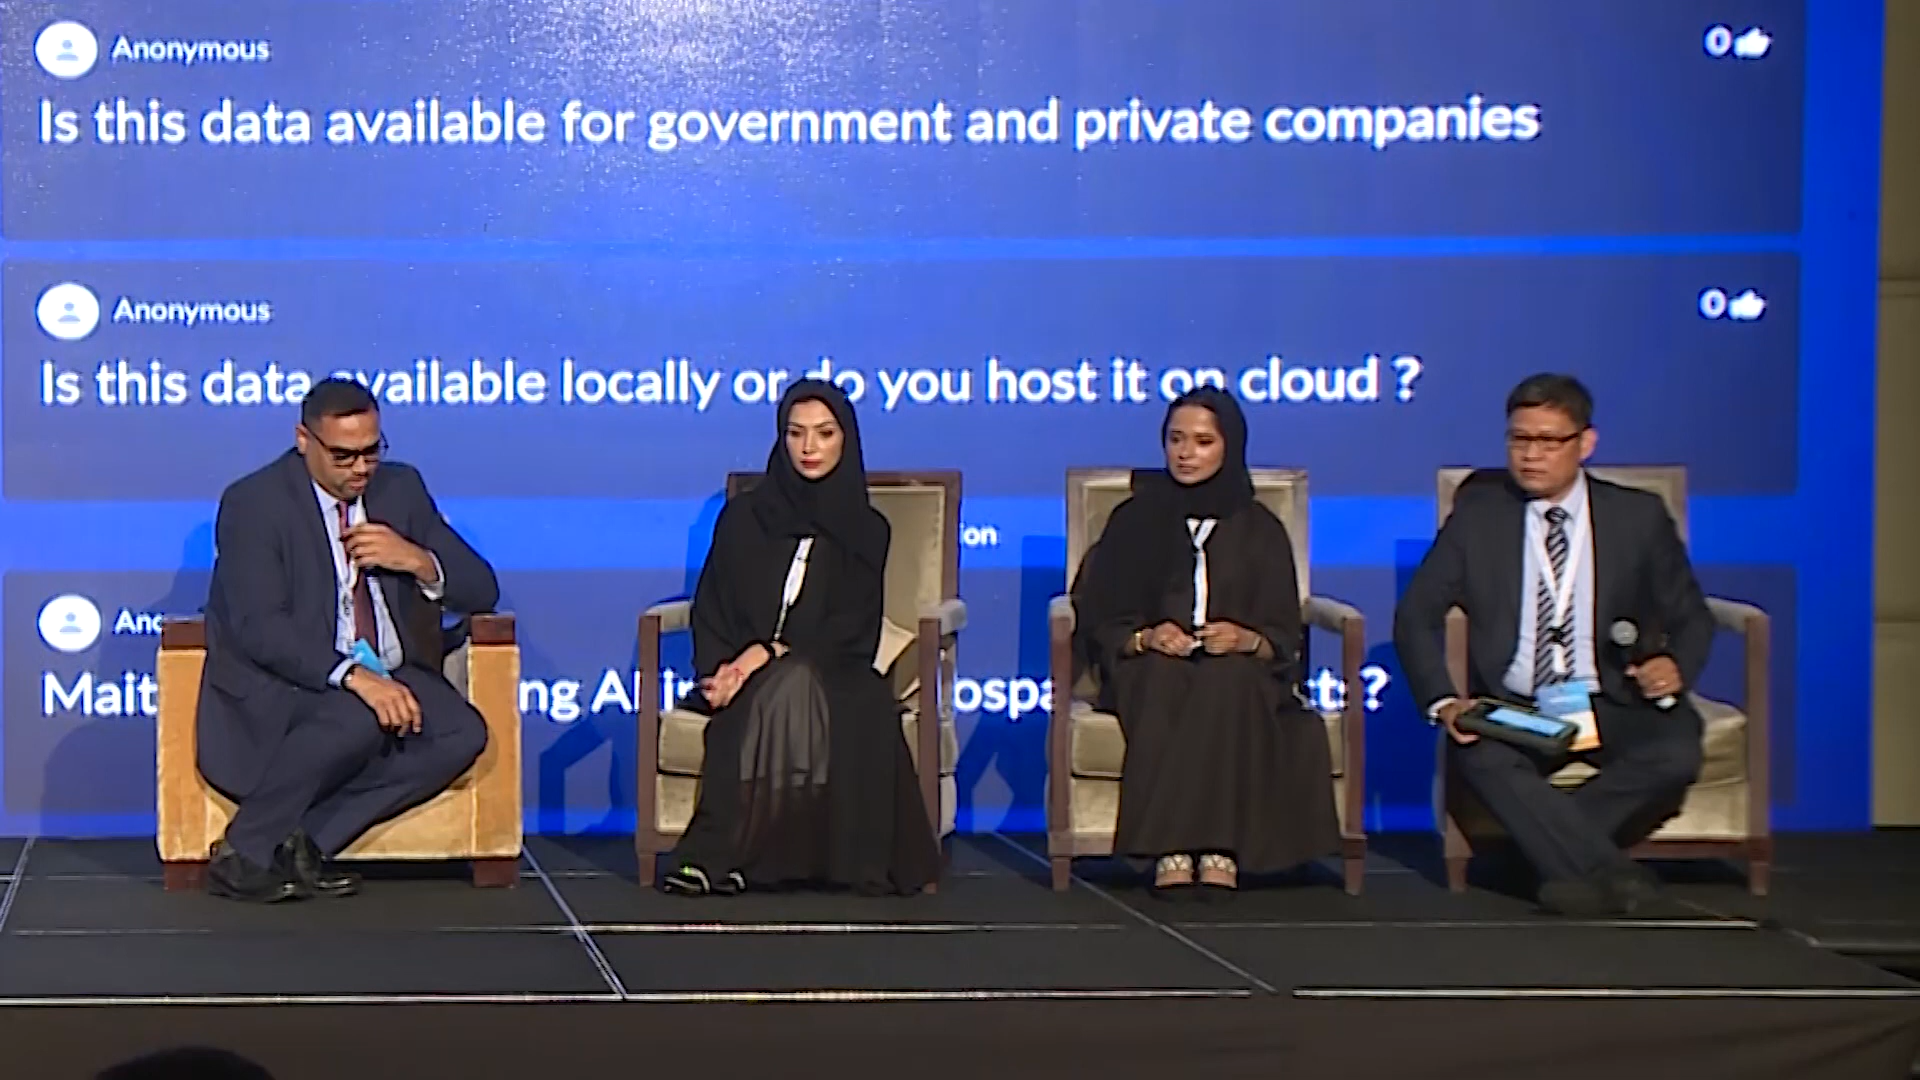 Anonymous
0
Is this data available for government and private companies
Anonymous
0
Is this data available locally or do you host it on cloud ?